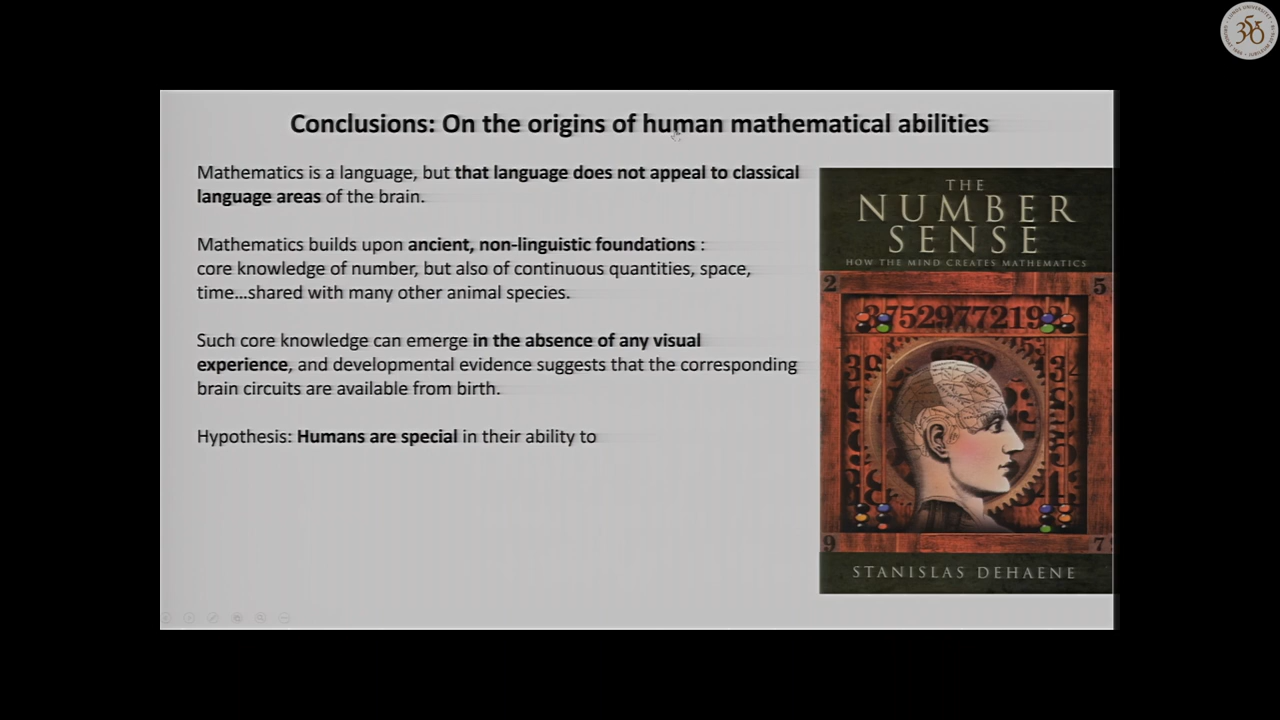 Conclusions: On the origins of human mathematical abilities
Mathematics is a language, but that language does not appeal to classical
language areas of the brain.
Mathematics builds upon ancient, non-linguistic foundations :
core knowledge of number, but also of continuous quantities, space,
time...shared with many other animal species.
Such core knowledge can emerge in the absence of any visual
experience, and developmental evidence suggests that the corresponding
brain circuits are available from birth.
Hypothesis: Humans are special in their ability to
THE
NUMBER
SENSE
HOW THE MIND CREATES MATHEMATICS
2
5
9
7
STANISLAS DEHAENE